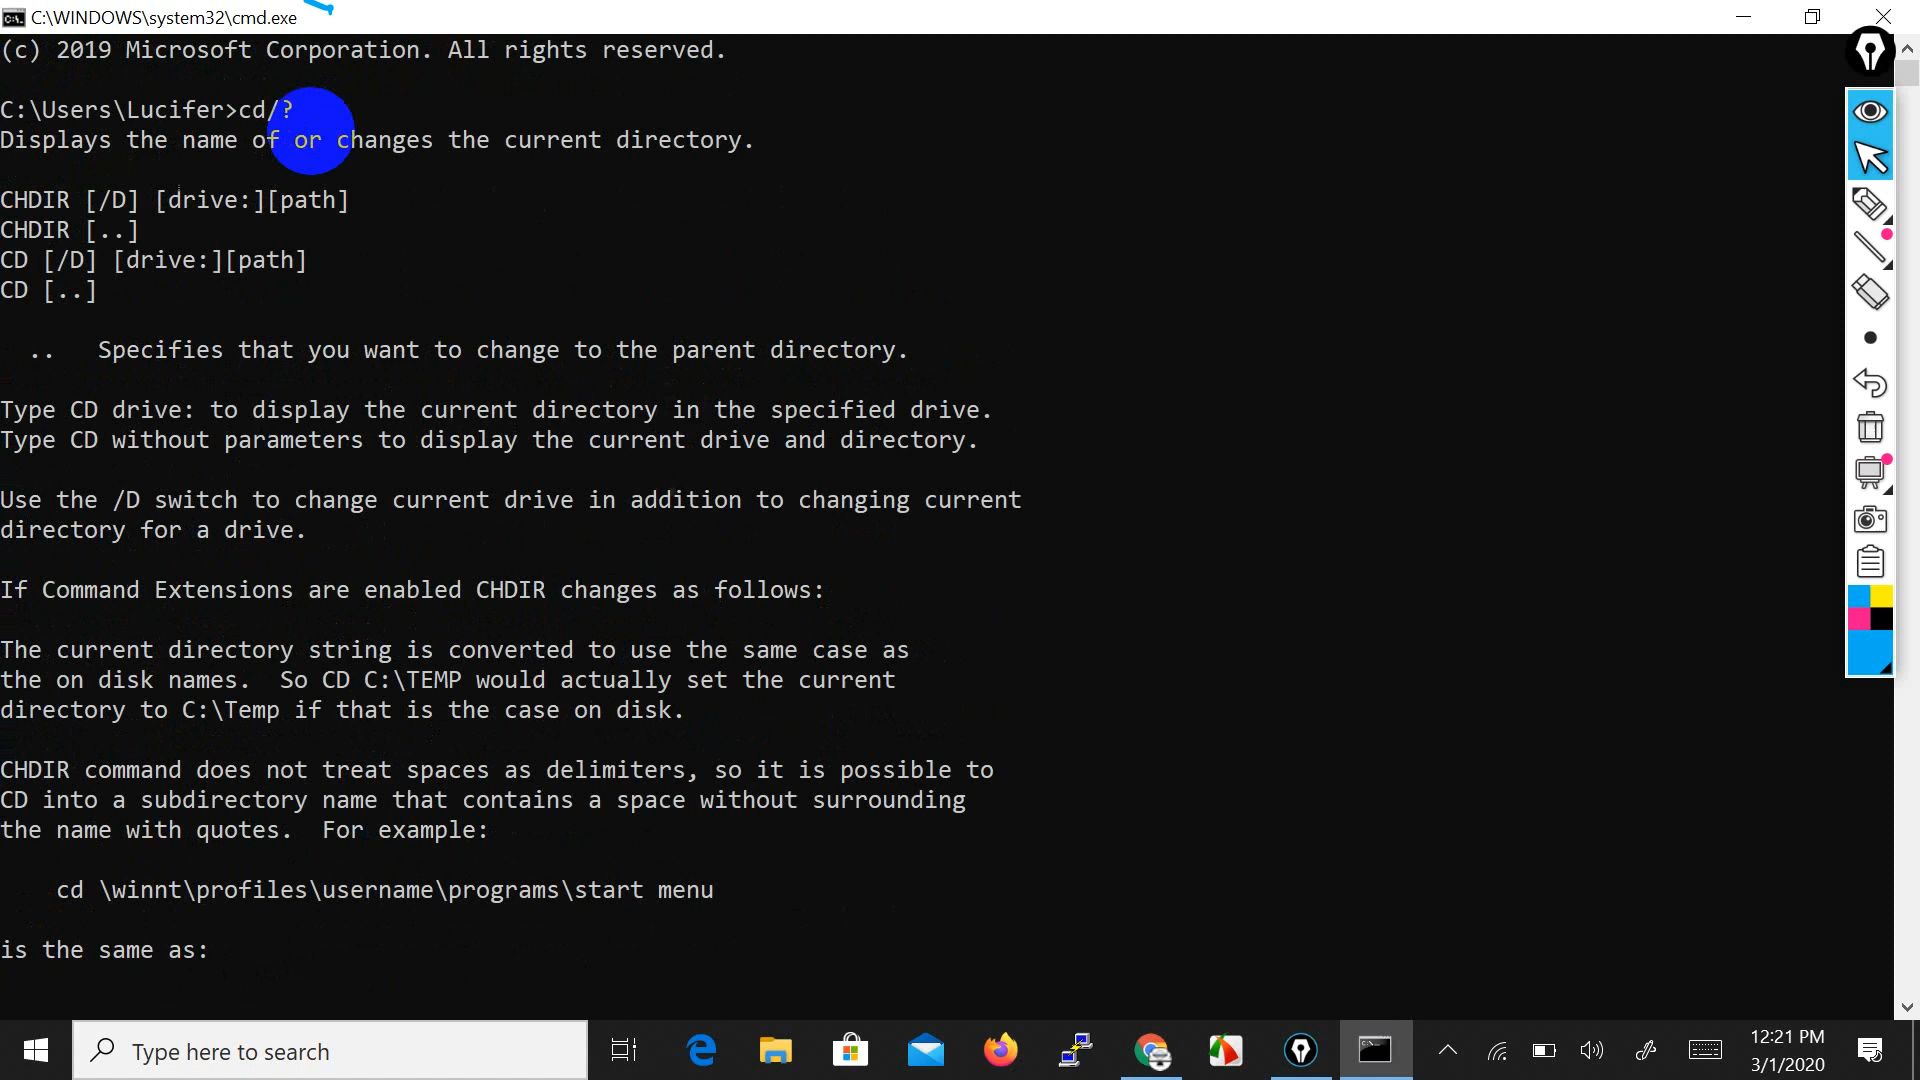 C:\WINDOWS\system32\cmd.exe
(c) 2019 Microsoft Corporation. All rights reserved.
C:\Users\Lucifer>cd/?
Displays the name of or changes the current directory.
CHDIR [/D] [drive:][path]
CHDIR [..]
CD [/D] [drive:][path]
CD [..]
.. Specifies that you want to change to the parent directory.
Type CD drive: to display the current directory in the specified drive.
Type CD without parameters to display the current drive and directory.
Use the /D switch to change current drive in addition to changing current
directory for a drive.
If Command Extensions are enabled CHDIR changes as follows:
The current directory string is converted to use the same case as
the on disk names.  So CD C:\TEMP would actually set the current
directory to C:\Temp if that is the case on disk.
CHDIR command does not treat spaces as delimiters, so it is possible to
CD into a subdirectory name that contains a space without surrounding
the name with quotes.  For example:
cd \winnt\profiles\username\programs\start menu
is the same as:
Type here to search
12:21 PM
3/1/2020